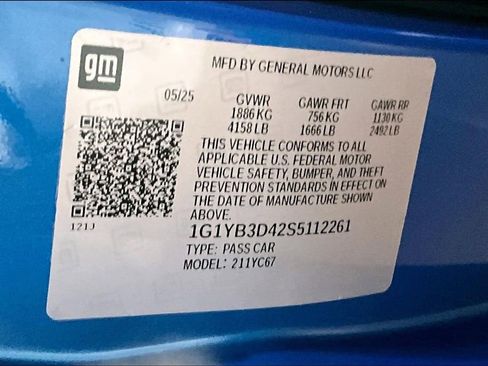 gm
MFD BY GENERAL MOTORS LLC
05/25 GVWR GAWR FRT GAWR RR
1886 KG 756 KG 1130 KG
4158 LB 1666 LB 2492 LB
THIS VEHICLE CONFORMS TO ALL
APPLICABLE U.S. FEDERAL MOTOR
VEHICLE SAFETY, BUMPER, AND THEFT
PREVENTION STANDARDS IN EFFECT ON
THE DATE OF MANUFACTURE SHOWN
ABOVE.
121J
1G1YB3D42S5112261
TYPE: PASS CAR
MODEL: 211YC67